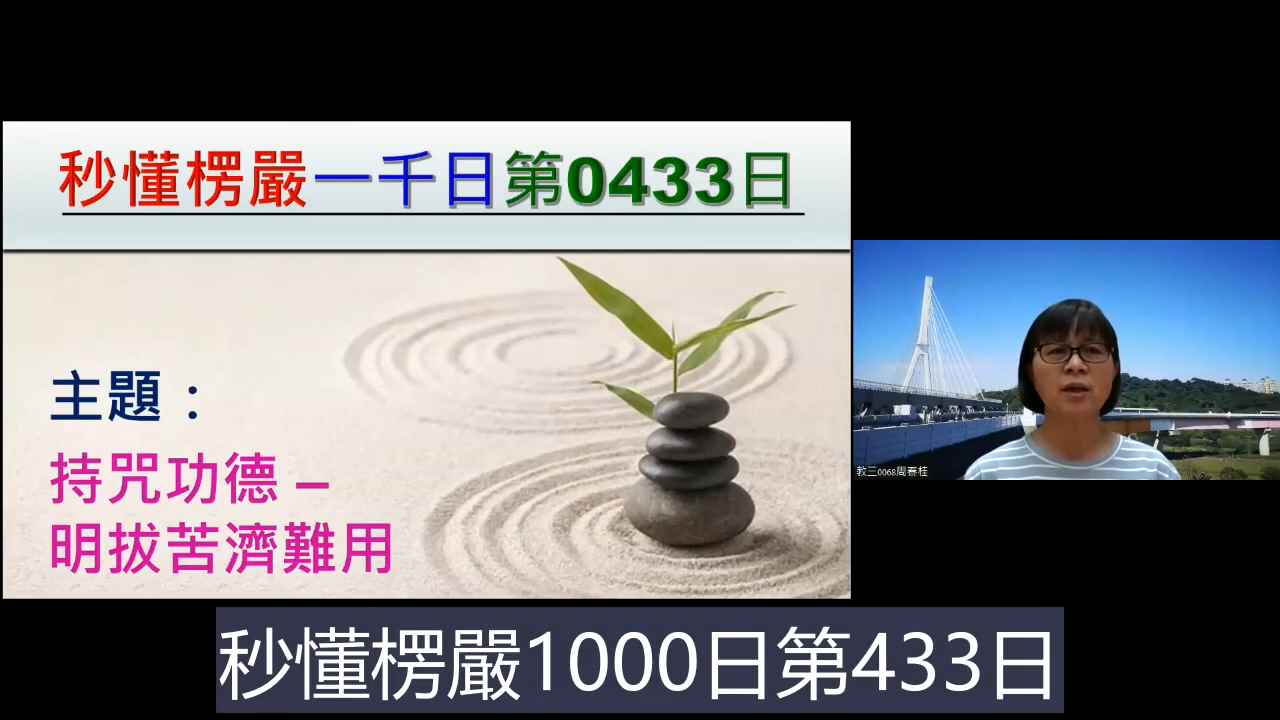 秒懂楞嚴一千日第0433日
主題：
持咒功德 –
明拔苦濟難用
教三0068周春桂
秒懂楞嚴1000日第433日